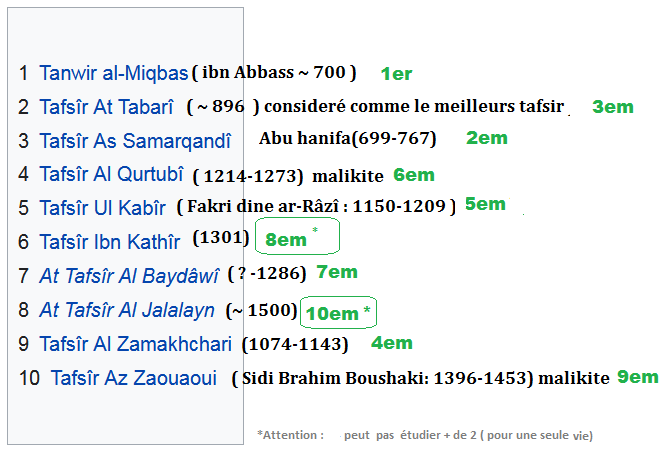 1 Tanwir al-Miqbas ( ibn Abbass ~ 700 ) 1er
2 Tafsîr At Tabarî ( ~ 896 ) consideré comme le meilleurs tafsir . 3em
3 Tafsîr As Samarqandî Abu hanifa(699-767) 2em
4 Tafsîr Al Qurtubî ( 1214-1273) malikite 6em
5 Tafsîr Ul Kabîr ( Fakri dine ar-Râzî : 1150-1209 ) 5em
6 Tafsîr Ibn Kathîr (1301) 8em *
7 At Tafsîr Al Baydâwî ( ? -1286) 7em
8 At Tafsîr Al Jalalayn (~ 1500) 10em *
9 Tafsîr Al Zamakhchari (1074-1143) 4em
10 Tafsîr Az Zaouaoui ( Sidi Brahim Boushaki: 1396-1453) malikite 9em
*Attention : peut pas étudier + de 2 ( pour une seule vie)